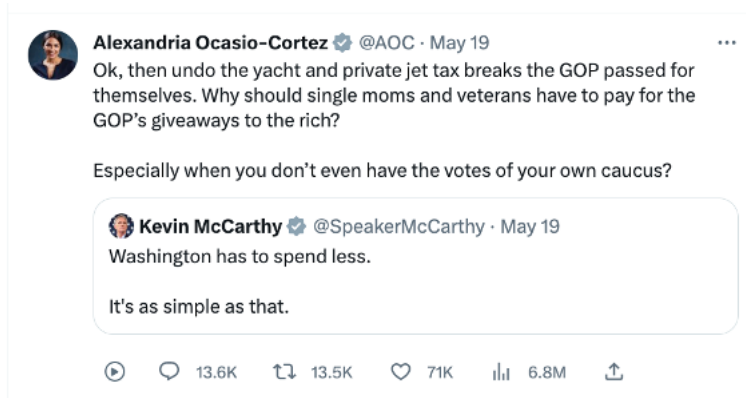 Alexandria Ocasio-Cortez @AOC · May 19
Ok, then undo the yacht and private jet tax breaks the GOP passed for
themselves. Why should single moms and veterans have to pay for the
GOP’s giveaways to the rich?
Especially when you don’t even have the votes of your own caucus?
Kevin McCarthy @SpeakerMcCarthy · May 19
Washington has to spend less.
It's as simple as that.
13.6K 13.5K 71K 6.8M